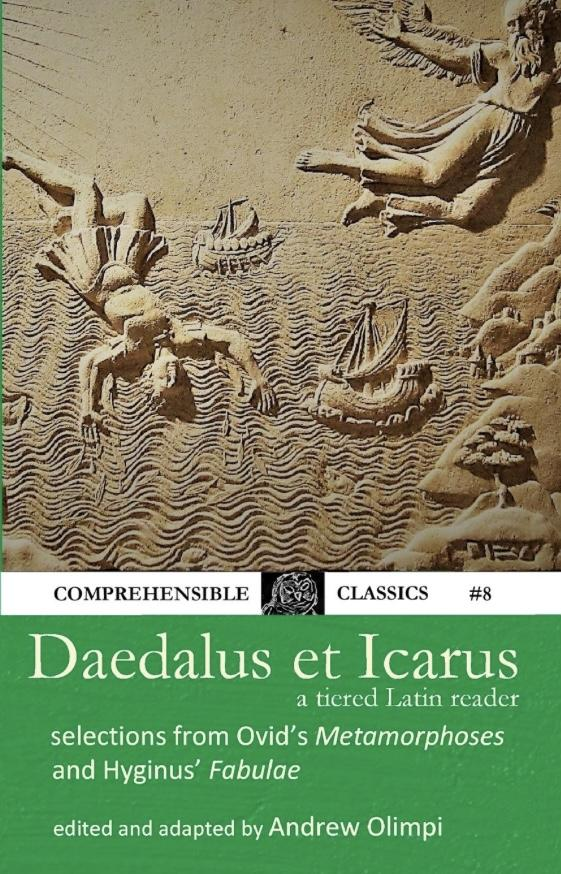 COMPREHENSIBLE CLASSICS #8
Daedalus et Icarus
a tiered Latin reader
selections from Ovid's Metamorphoses
and Hyginus' Fabulae
edited and adapted by Andrew Olimpi